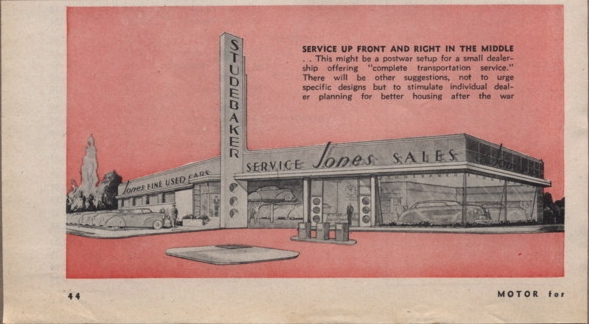 SERVICE UP FRONT AND RIGHT IN THE MIDDLE
. . This might be a postwar setup for a small dealer-
ship offering "complete transportation service."
There will be other suggestions, not to urge
specific designs but to stimulate individual deal-
er planning for better housing after the war
STUDEBAKER
Jones FINE USED CARS
SERVICE Jones SALES
44
MOTOR for